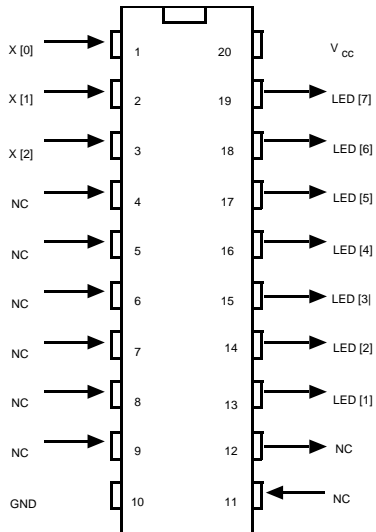 X [0] 1 20 V cc
X [1] 2 19 LED [7]
X [2] 3 18 LED [6]
NC 4 17 LED [5]
NC 5 16 LED [4]
NC 6 15 LED [3|
NC 7 14 LED [2]
NC 8 13 LED [1]
NC 9 12 NC
GND 10 11 NC